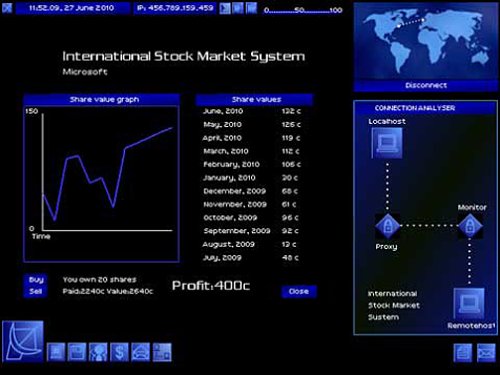 11:52.09, 27 June 2010
IP: 456.789.159.459
0..........50..........100
International Stock Market System
Microsoft
Disconnect
Share value graph
150
0
Time
Share values
June, 2010 132 c
May, 2010 126 c
April, 2010 119 c
March, 2010 112 c
February, 2010 106 c
January, 2010 30 c
December, 2009 68 c
November, 2009 61 c
October, 2009 96 c
September, 2009 92 c
August, 2009 13 c
July, 2009 48 c
Buy
Sell
You own 20 shares
Paid:2240c Value:2640c
Profit:400c
Close
CONNECTION ANALYSER
Localhost
Monitor
Proxy
International
Stock Market
System
Remotehost
$